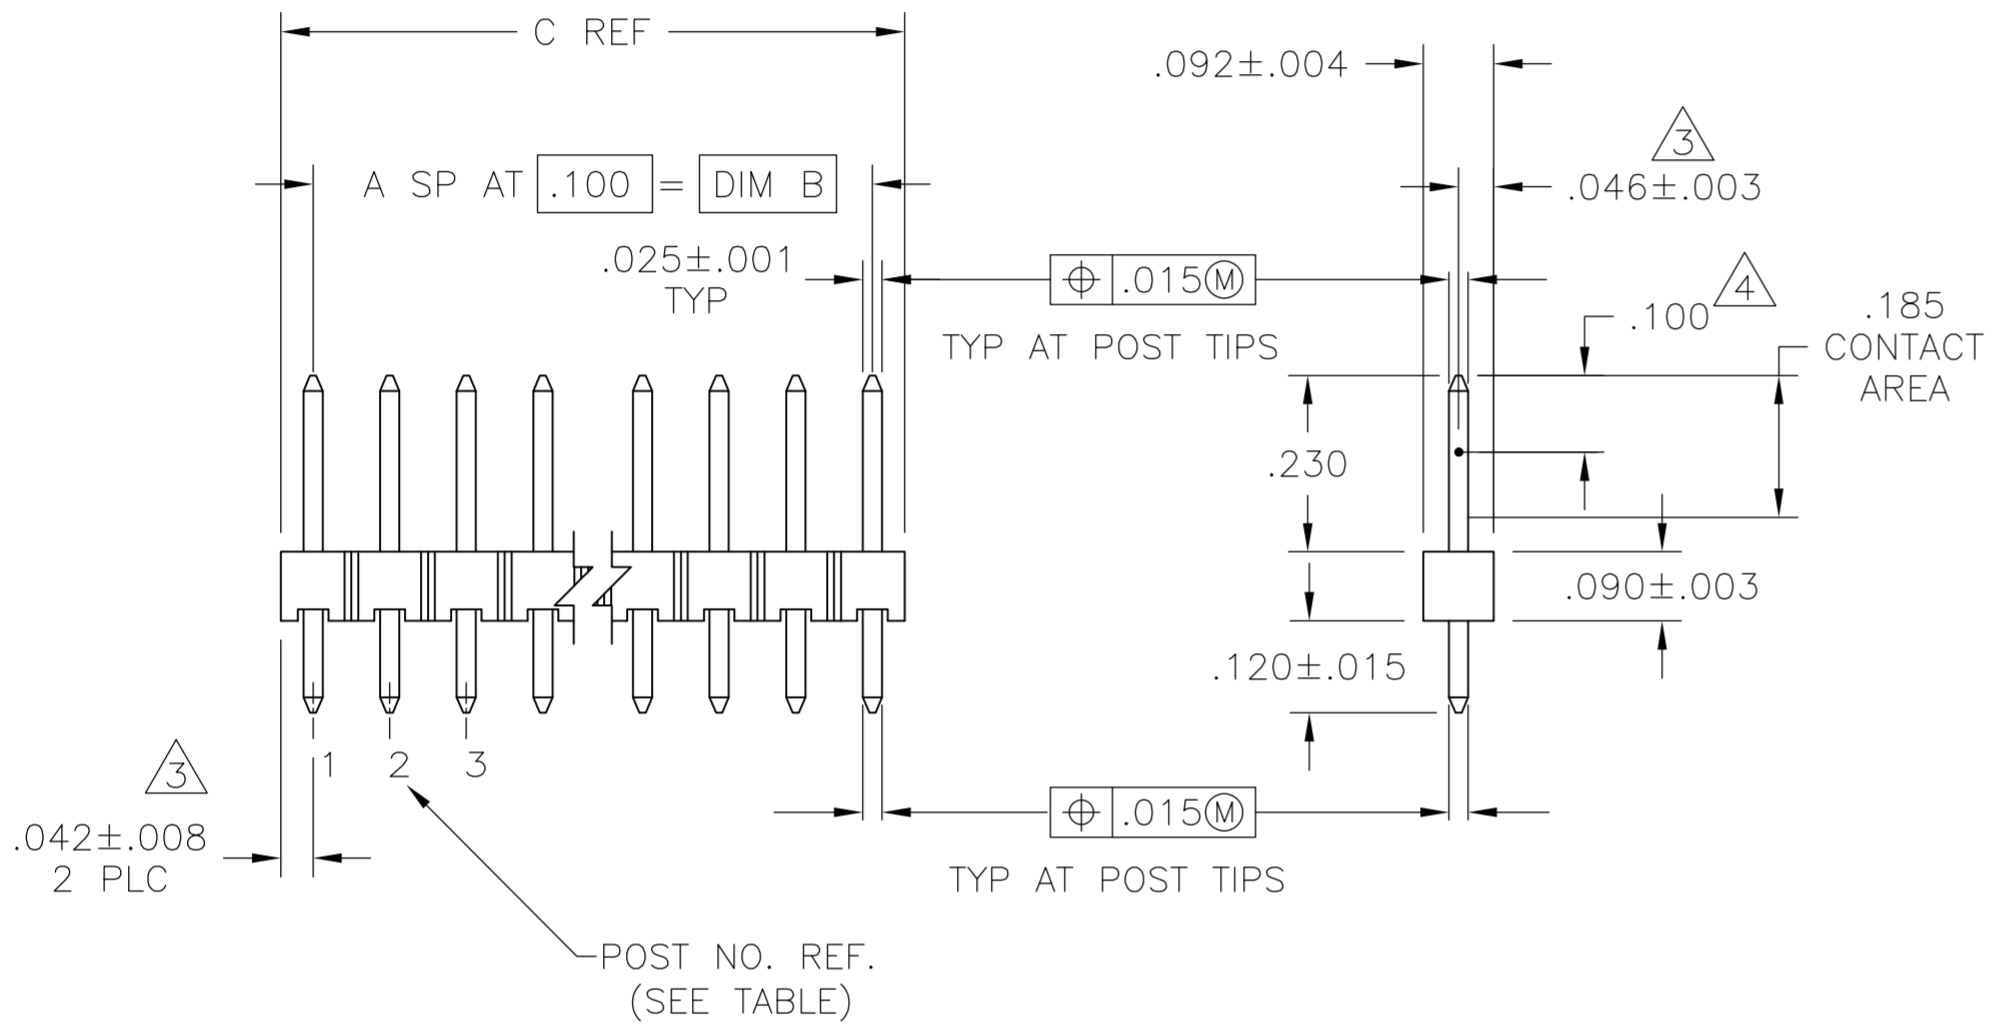 C REF
.092±.004
3
.046±.003
A SP AT .100 = DIM B
.025±.001
TYP
⌖ .015Ⓜ
TYP AT POST TIPS
4
.100
.185
CONTACT
AREA
.230
.090±.003
.120±.015
1 2 3
3
.042±.008
2 PLC
⌖ .015Ⓜ
TYP AT POST TIPS
POST NO. REF.
(SEE TABLE)